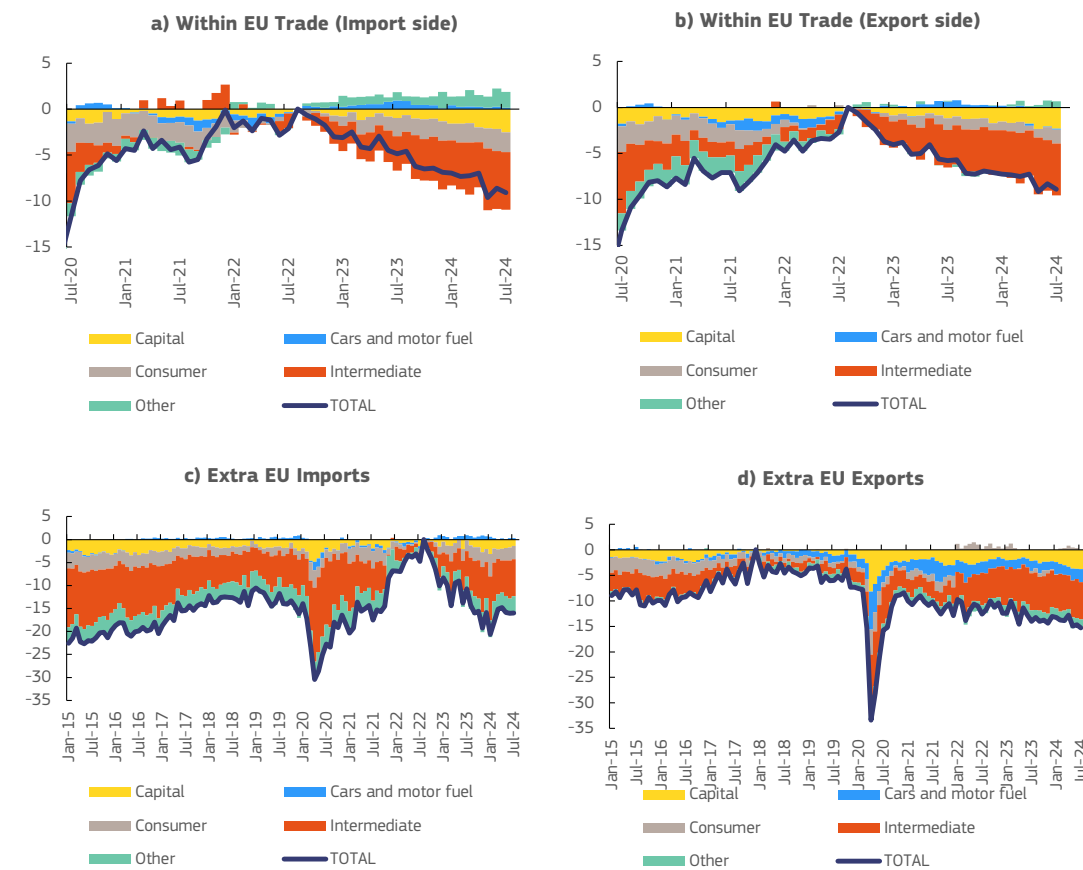 a) Within EU Trade (Import side)
5
0
-5
-10
-15
Jul-20
Jan-21
Jul-21
Jan-22
Jul-22
Jan-23
Jul-23
Jan-24
Jul-24
Capital
Cars and motor fuel
Consumer
Intermediate
Other
TOTAL
b) Within EU Trade (Export side)
5
0
-5
-10
-15
Jul-20
Jan-21
Jul-21
Jan-22
Jul-22
Jan-23
Jul-23
Jan-24
Jul-24
Capital
Cars and motor fuel
Consumer
Intermediate
Other
TOTAL
c) Extra EU Imports
5
0
-5
-10
-15
-20
-25
-30
-35
Jan-15
Jul-15
Jan-16
Jul-16
Jan-17
Jul-17
Jan-18
Jul-18
Jan-19
Jul-19
Jan-20
Jul-20
Jan-21
Jul-21
Jan-22
Jul-22
Jan-23
Jul-23
Jan-24
Jul-24
Capital
Cars and motor fuel
Consumer
Intermediate
Other
TOTAL
d) Extra EU Exports
5
0
-5
-10
-15
-20
-25
-30
-35
Jan-15
Jul-15
Jan-16
Jul-16
Jan-17
Jul-17
Jan-18
Jul-18
Jan-19
Jul-19
Jan-20
Jul-20
Jan-21
Jul-21
Jan-22
Jul-22
Jan-23
Jul-23
Jan-24
Jul-24
Capital
Cars and motor fuel
Consumer
Intermediate
Other
TOTAL